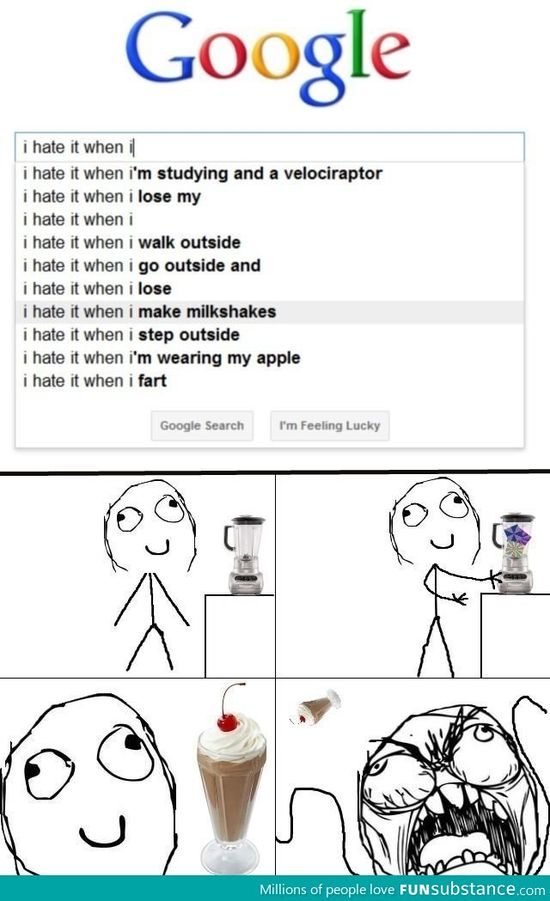 Google
i hate it when i
i hate it when i'm studying and a velociraptor
i hate it when i lose my
i hate it when i
i hate it when i walk outside
i hate it when i go outside and
i hate it when i lose
i hate it when i make milkshakes
i hate it when i step outside
i hate it when i'm wearing my apple
i hate it when i fart
Google Search I'm Feeling Lucky
Millions of people love FUNsubstance.com